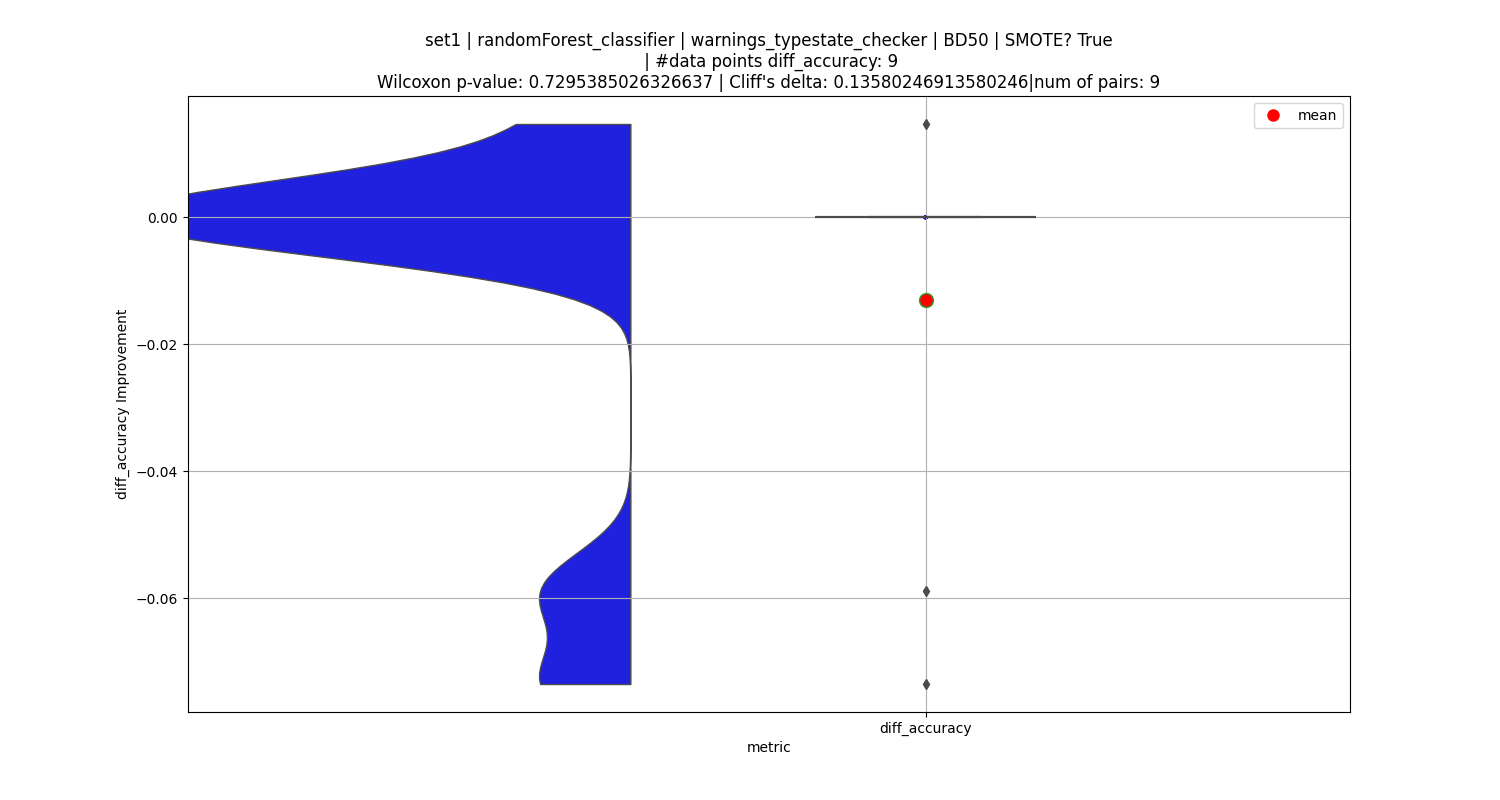 set1 | randomForest_classifier | warnings_typestate_checker | BD50 | SMOTE? True
| #data points diff_accuracy: 9
Wilcoxon p-value: 0.7295385026326637 | Cliff's delta: 0.13580246913580246|num of pairs: 9
mean
0.00
−0.02
−0.04
−0.06
diff_accuracy Improvement
diff_accuracy
metric